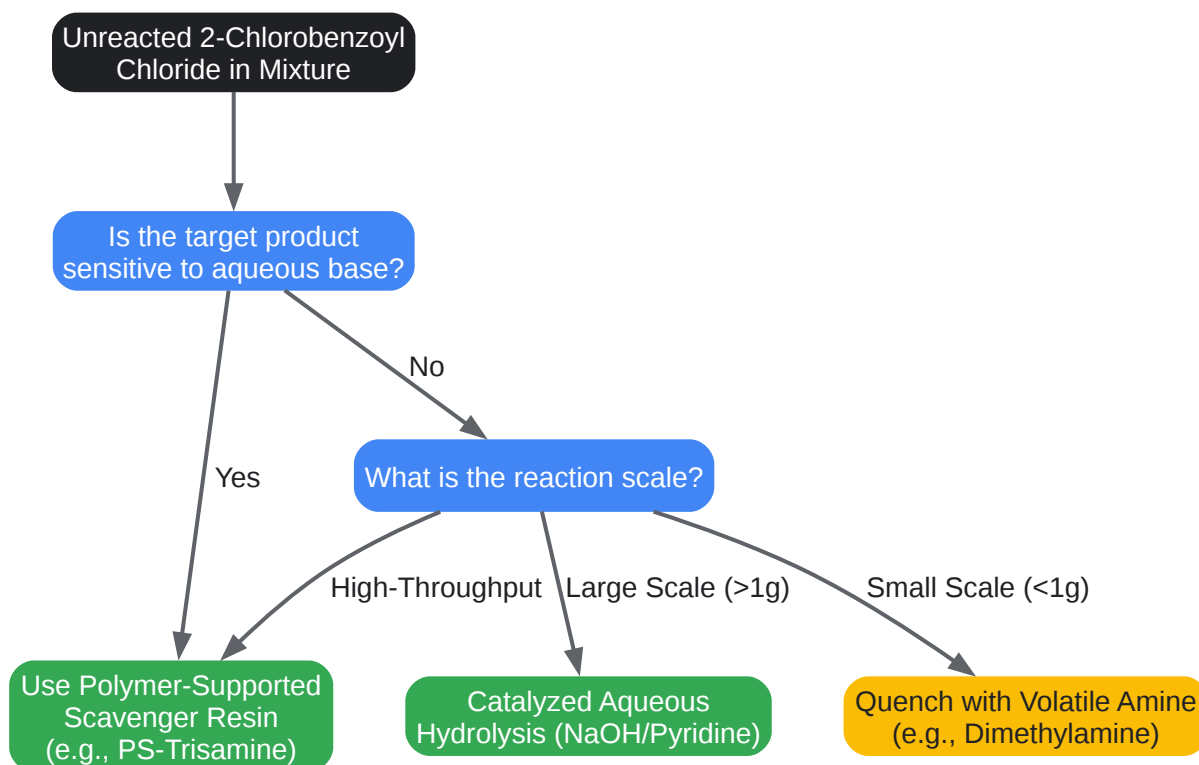 Unreacted 2-Chlorobenzoyl
Chloride in Mixture
Is the target product
sensitive to aqueous base?
No
Yes
What is the reaction scale?
High-Throughput
Large Scale (>1g)
Small Scale (<1g)
Use Polymer-Supported
Scavenger Resin
(e.g., PS-Trisamine)
Catalyzed Aqueous
Hydrolysis (NaOH/Pyridine)
Quench with Volatile Amine
(e.g., Dimethylamine)